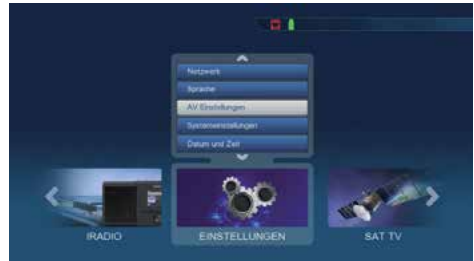 Netzwerk
Sprache
AV Einstellungen
Systemeinstellungen
Datum und Zeit
IRADIO
EINSTELLUNGEN
SAT TV